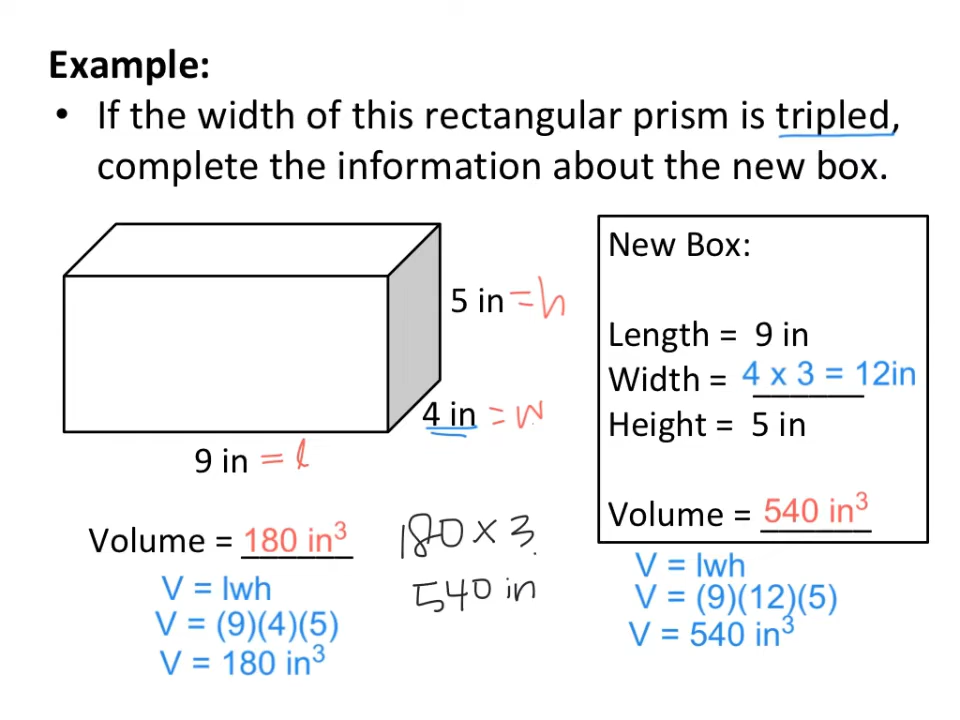 Example:
• If the width of this rectangular prism is tripled,
complete the information about the new box.
5 in = h
4 in = w
9 in = l
Volume = 180 in³
V = lwh
V = (9)(4)(5)
V = 180 in³
180 x 3
540 in
New Box:
Length = 9 in
Width = 4 x 3 = 12in
Height = 5 in
Volume = 540 in³
V = lwh
V = (9)(12)(5)
V = 540 in³